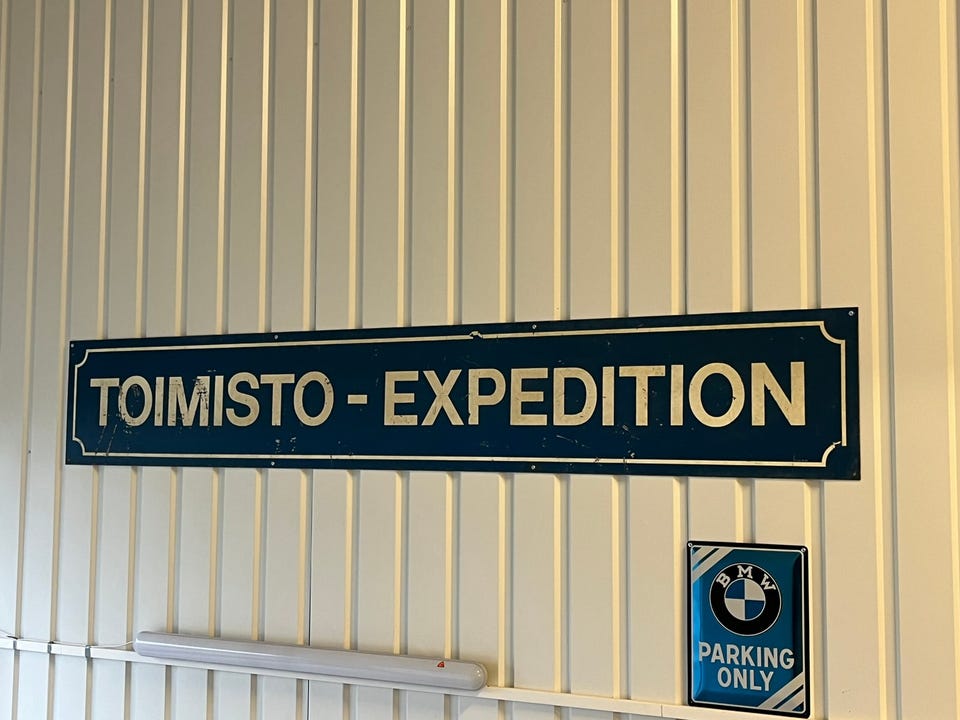 TOIMISTO - EXPEDITION
BMW
PARKING
ONLY